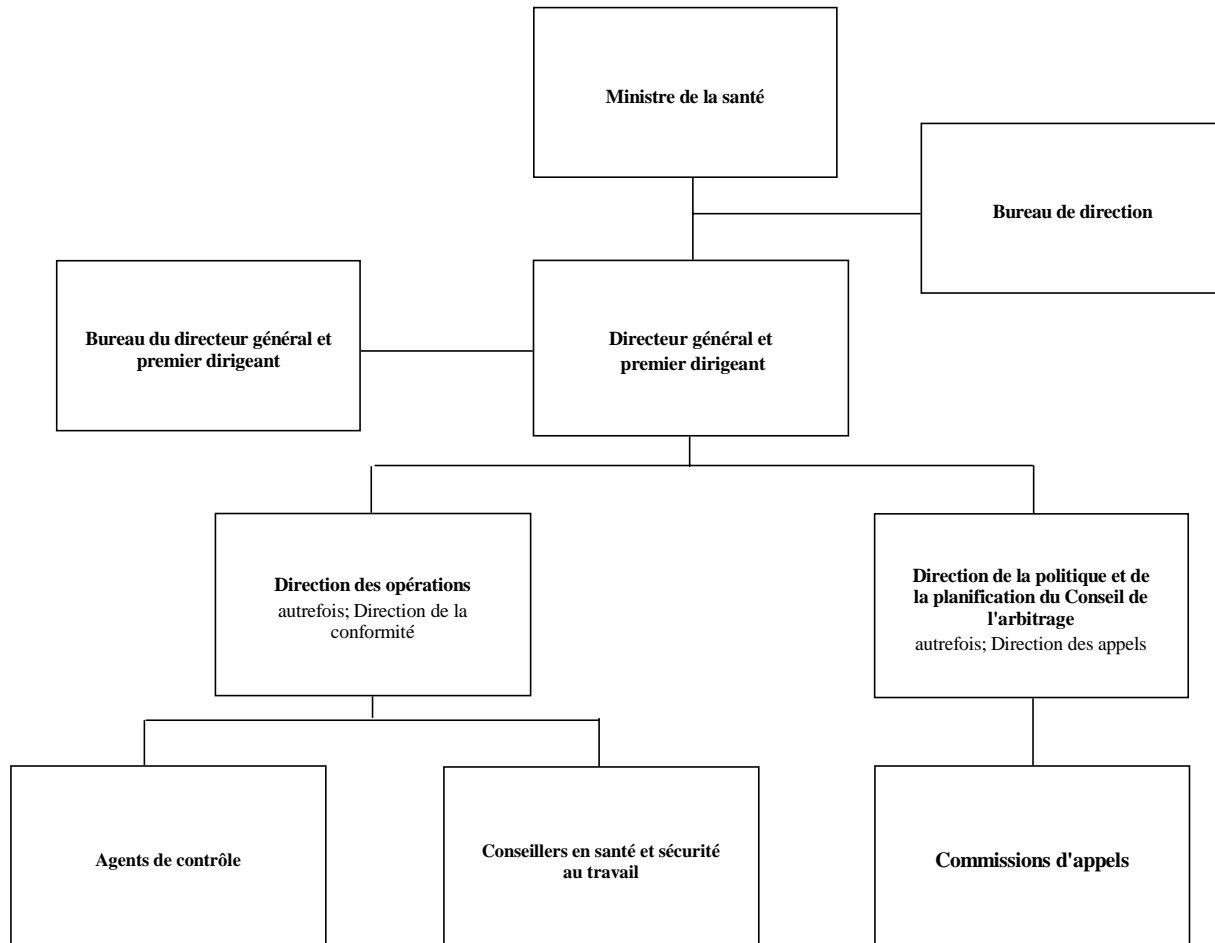 Ministre de la santé
Bureau de direction
Bureau du directeur général et
premier dirigeant
Directeur général et
premier dirigeant
Direction des opérations
autrefois; Direction de la
conformité
Direction de la politique et de
la planification du Conseil de
l'arbitrage
autrefois; Direction des appels
Agents de contrôle
Conseillers en santé et sécurité
au travail
Commissions d'appels